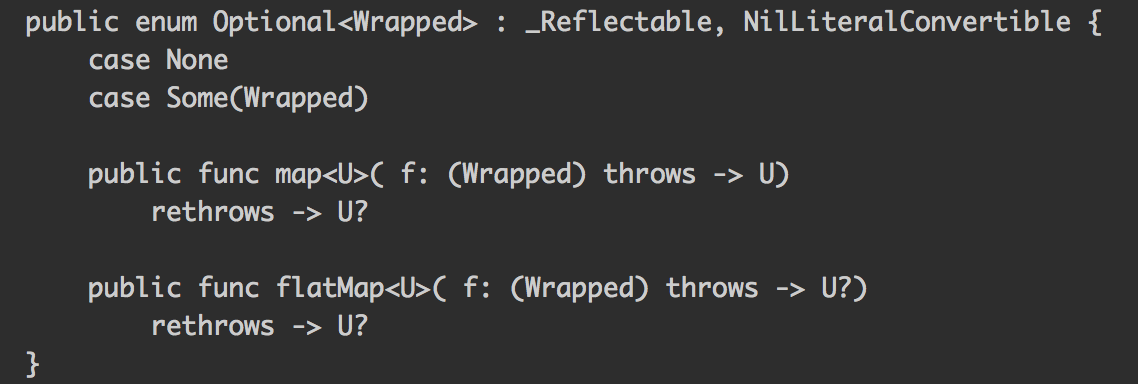 public enum Optional<Wrapped> : _Reflectable, NilLiteralConvertible {
    case None
    case Some(Wrapped)

    public func map<U>( f: (Wrapped) throws -> U)
        rethrows -> U?

    public func flatMap<U>( f: (Wrapped) throws -> U?)
        rethrows -> U?
}